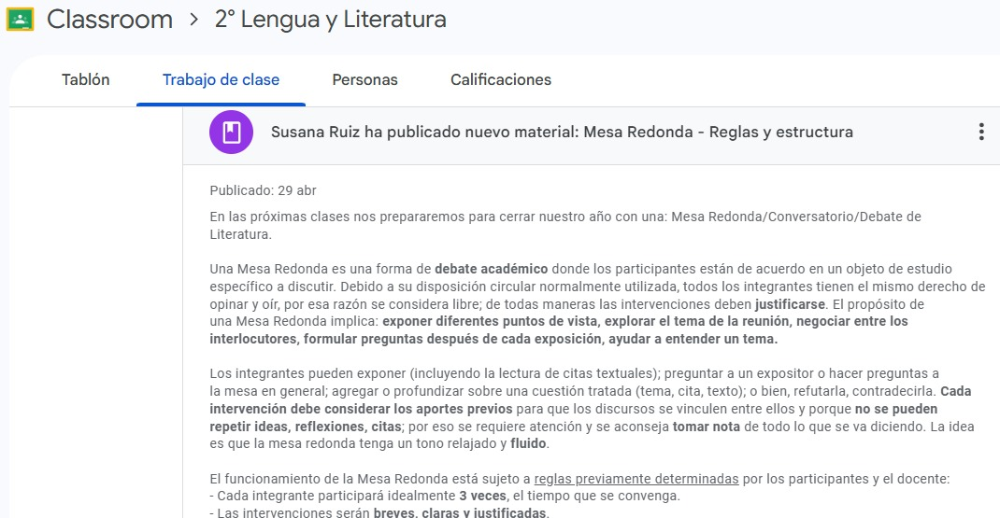 Classroom > 2° Lengua y Literatura
Tablón Trabajo de clase Personas Calificaciones
Susana Ruiz ha publicado nuevo material: Mesa Redonda - Reglas y estructura
Publicado: 29 abr
En las próximas clases nos prepararemos para cerrar nuestro año con una: Mesa Redonda/Conversatorio/Debate de
Literatura.
Una Mesa Redonda es una forma de debate académico donde los participantes están de acuerdo en un objeto de estudio
específico a discutir. Debido a su disposición circular normalmente utilizada, todos los integrantes tienen el mismo derecho de
opinar y oír, por esa razón se considera libre; de todas maneras las intervenciones deben justificarse. El propósito de
una Mesa Redonda implica: exponer diferentes puntos de vista, explorar el tema de la reunión, negociar entre los
interlocutores, formular preguntas después de cada exposición, ayudar a entender un tema.
Los integrantes pueden exponer (incluyendo la lectura de citas textuales); preguntar a un expositor o hacer preguntas a
la mesa en general; agregar o profundizar sobre una cuestión tratada (tema, cita, texto); o bien, refutarla, contradecirla. Cada
intervención debe considerar los aportes previos para que los discursos se vinculen entre ellos y porque no se pueden
repetir ideas, reflexiones, citas; por eso se requiere atención y se aconseja tomar nota de todo lo que se va diciendo. La idea
es que la mesa redonda tenga un tono relajado y fluido.
El funcionamiento de la Mesa Redonda está sujeto a reglas previamente determinadas por los participantes y el docente:
- Cada integrante participará idealmente 3 veces, el tiempo que se convenga.
- Las intervenciones serán breves, claras y justificadas.